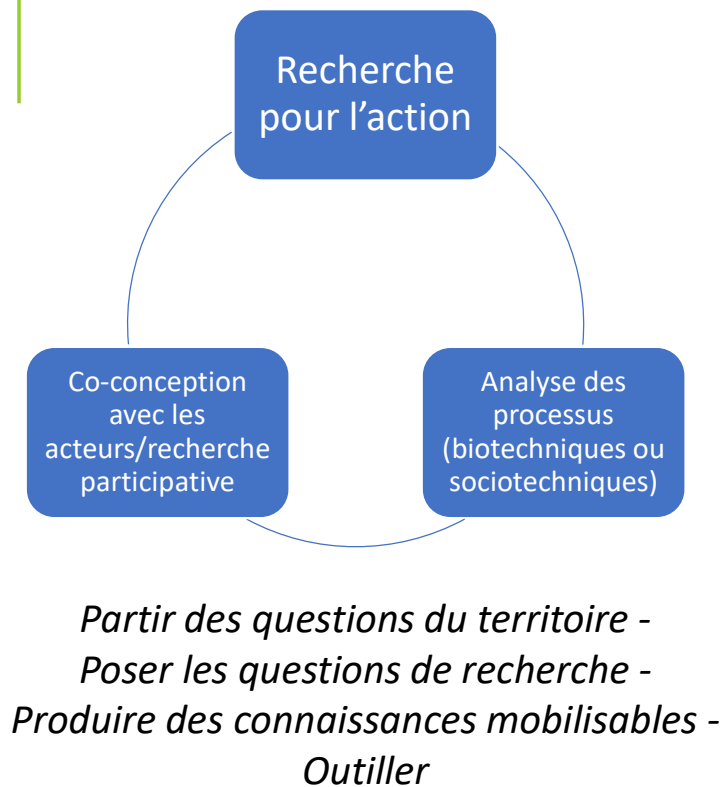 Recherche
pour l’action
Co-conception
avec les
acteurs/recherche
participative
Analyse des
processus
(biotechniques ou
sociotechniques)
Partir des questions du territoire -
Poser les questions de recherche -
Produire des connaissances mobilisables -
Outiller